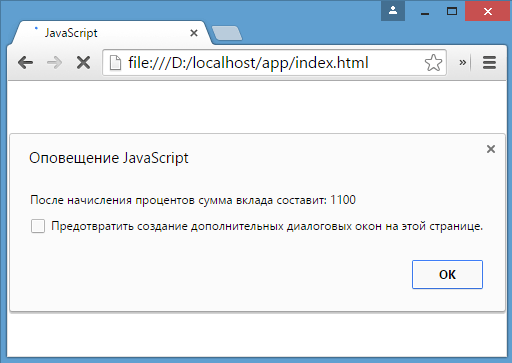 JavaScript
file:///D:/localhost/app/index.html
Оповещение JavaScript
После начисления процентов сумма вклада составит: 1100
Предотвратить создание дополнительных диалоговых окон на этой странице.
OK